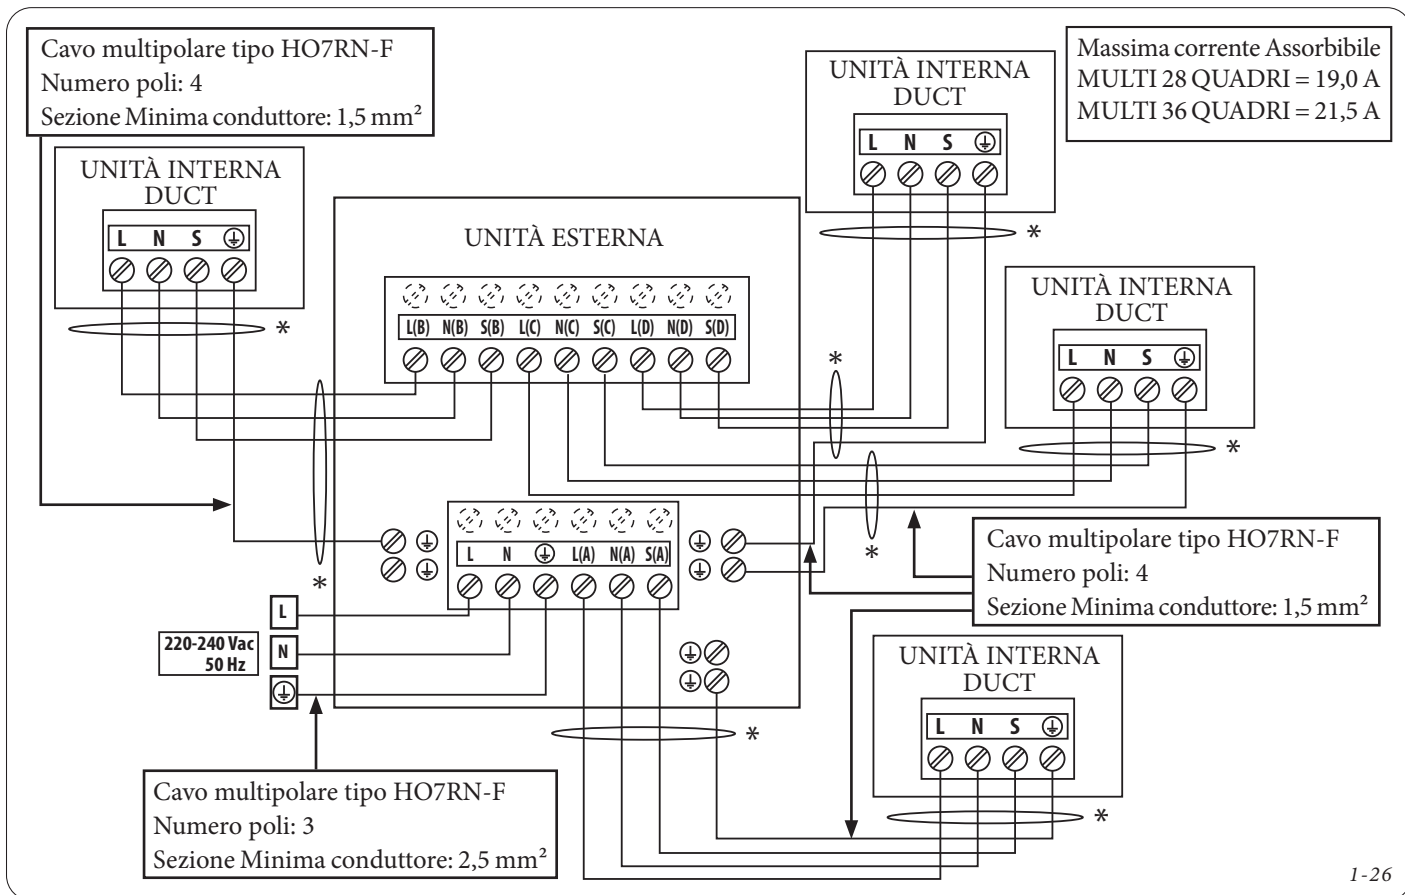 Cavo multipolare tipo HO7RN-F
Numero poli: 4
Sezione Minima conduttore: 1,5 mm²
UNITÀ INTERNA
DUCT
L N S
*
UNITÀ INTERNA
DUCT
L N S
*
Massima corrente Assorbibile
MULTI 28 QUADRI = 19,0 A
MULTI 36 QUADRI = 21,5 A
UNITÀ ESTERNA
L(B) N(B) S(B) L(C) N(C) S(C) L(D) N(D) S(D)
*
*
*
UNITÀ INTERNA
DUCT
L N S
*
L N L(A) N(A) S(A)
L
220-240 Vac
50 Hz
N
*
Cavo multipolare tipo HO7RN-F
Numero poli: 4
Sezione Minima conduttore: 1,5 mm²
UNITÀ INTERNA
DUCT
L N S
*
Cavo multipolare tipo HO7RN-F
Numero poli: 3
Sezione Minima conduttore: 2,5 mm²
1-26